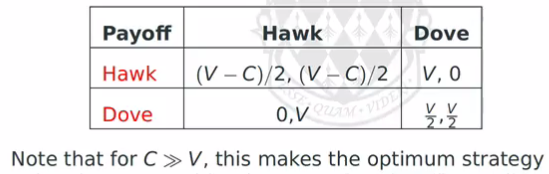 Payoff Hawk Dove
Hawk (V – C)/2, (V – C)/2 V, 0
Dove 0,V V/2, V/2
Note that for C ≫ V, this makes the optimum strategy